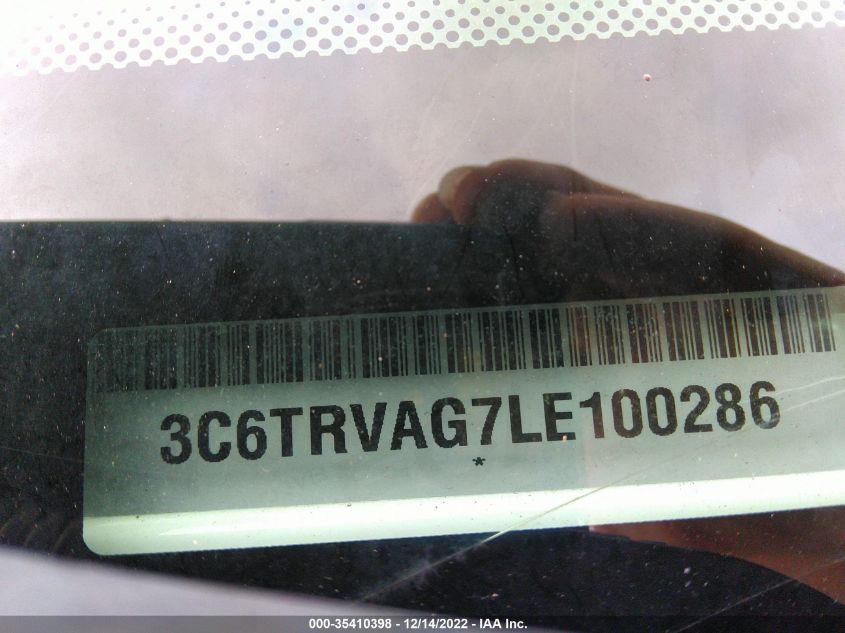 3C6TRVAG7LE100286
*
000-35410398 - 12/14/2022 - IAA Inc.